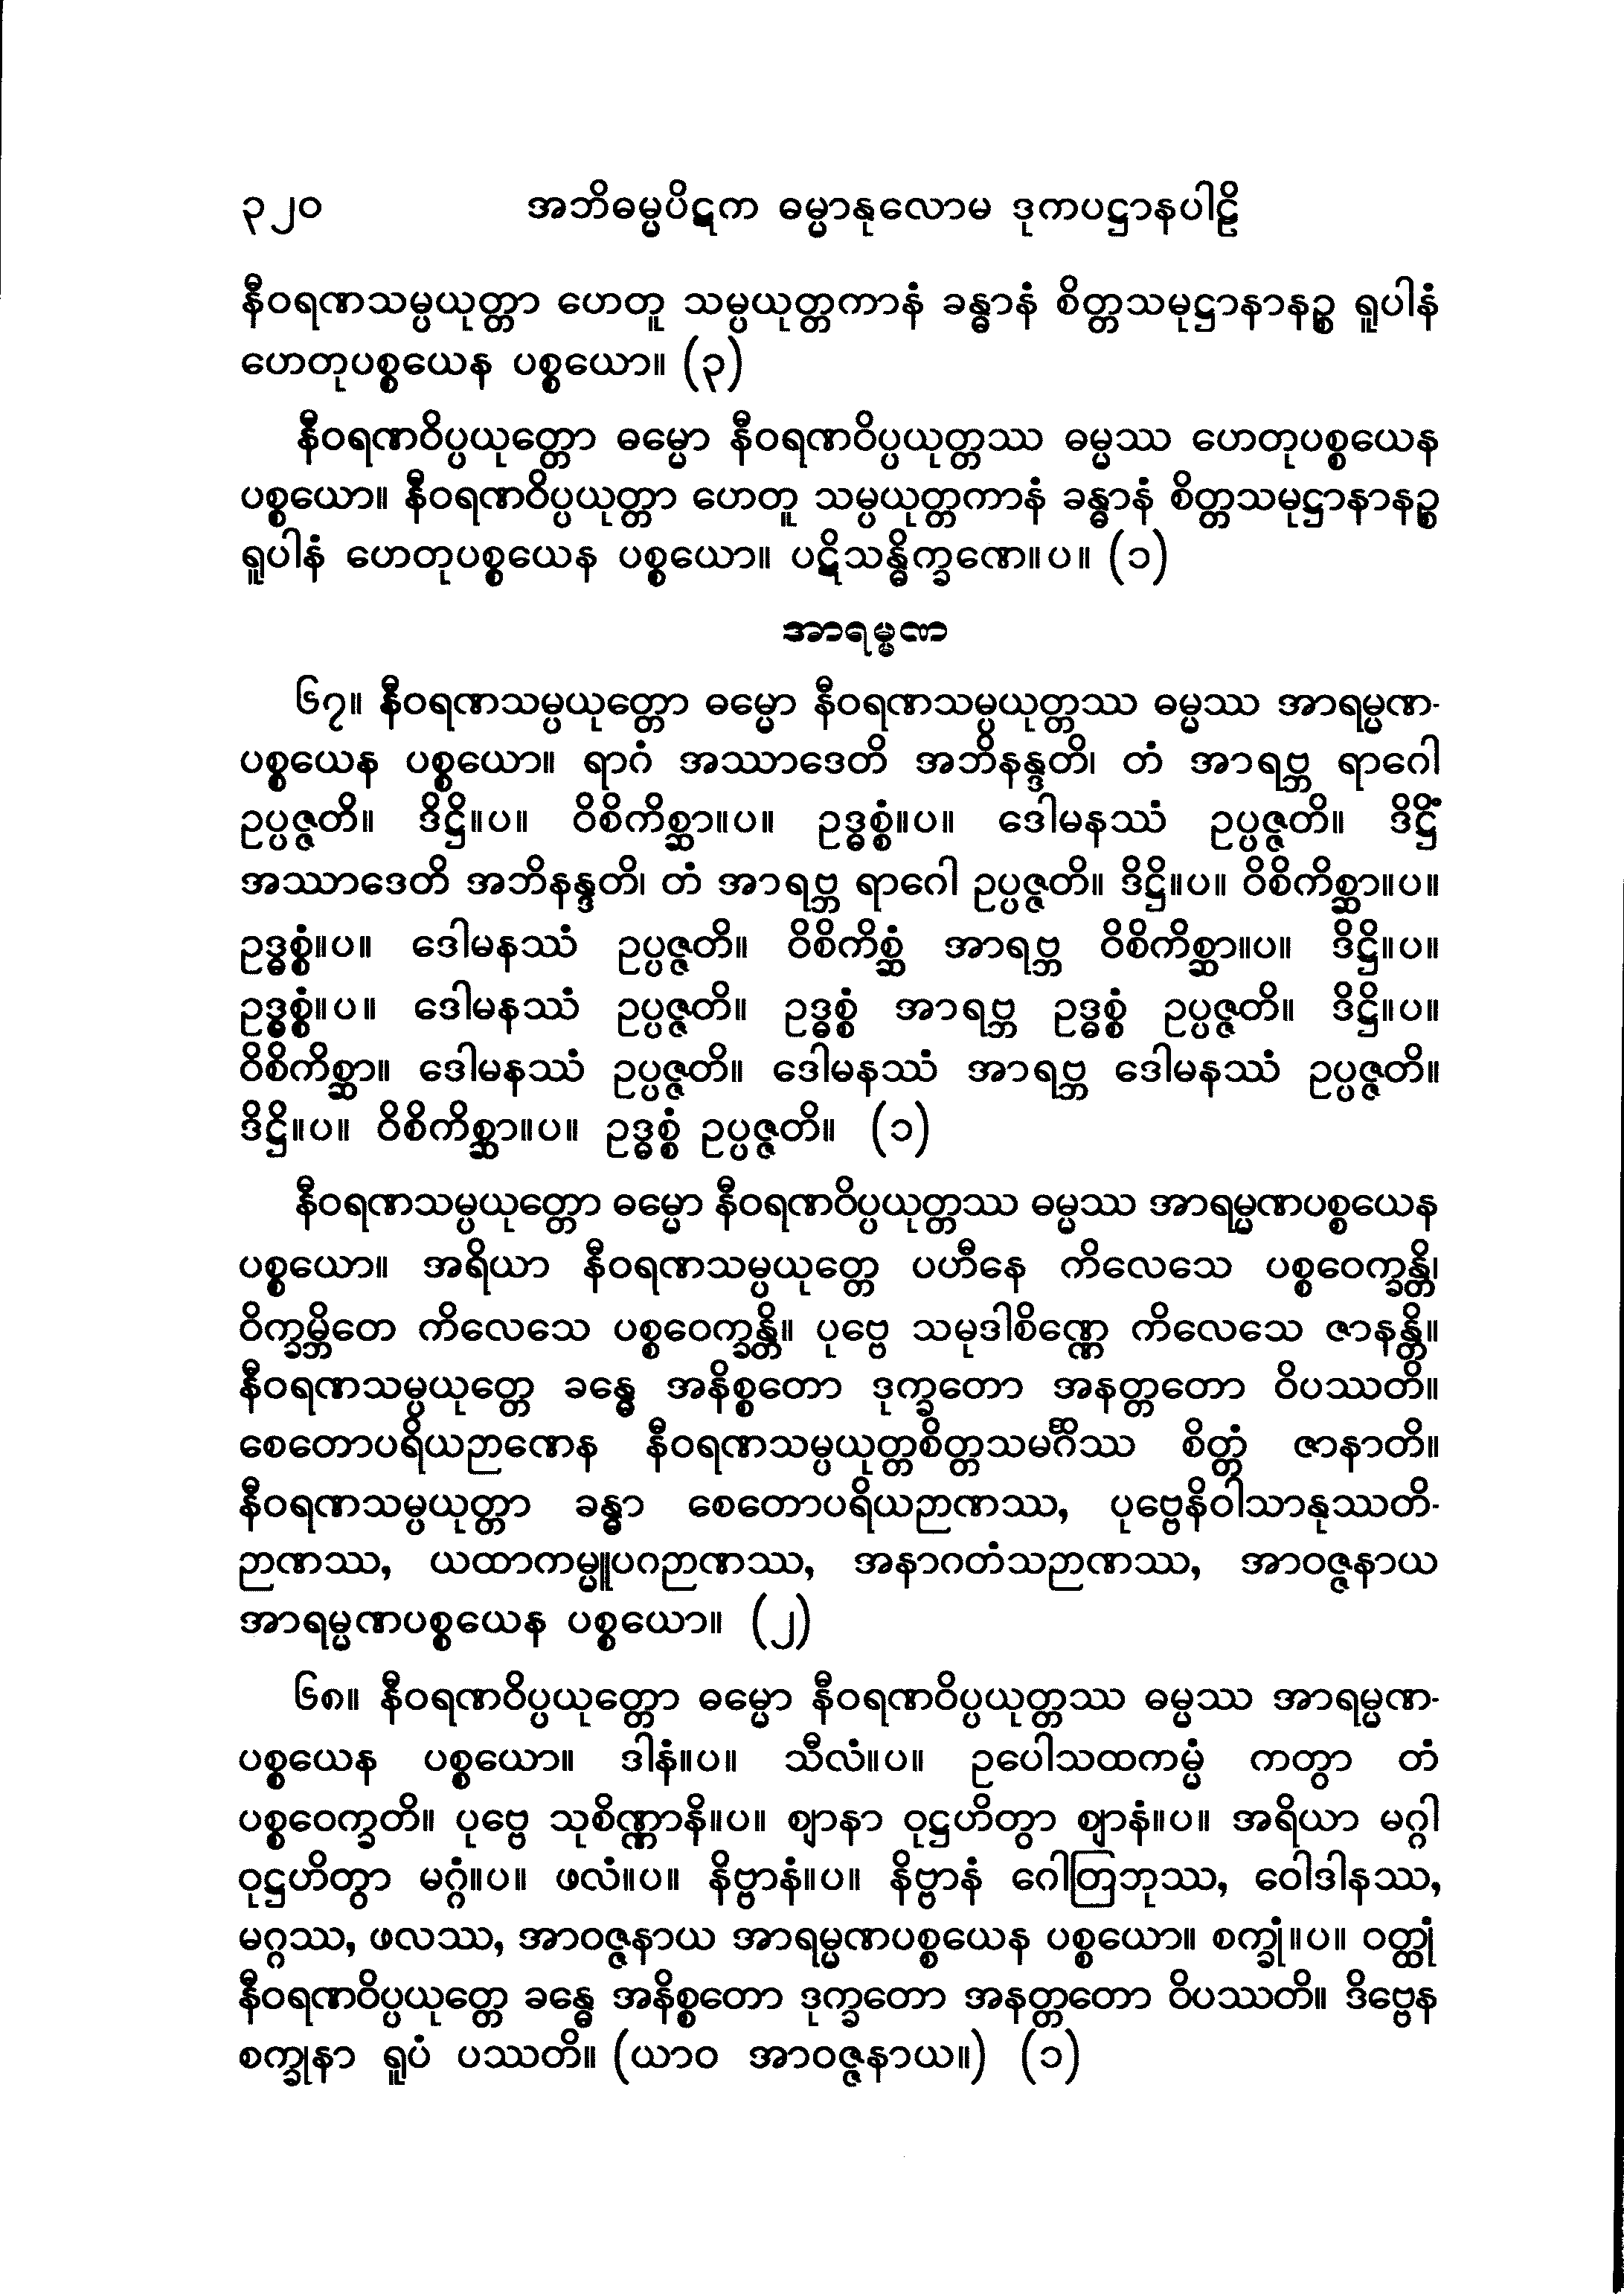 ၃၂၀ အဘိဓမ္မပိဋက ဓမ္မာနုလောမ ဒုကပဋ္ဌာနပါဠိ
နီဝရဏသမ္ပယုတ္တာ ဟေတူ သမ္ပယုတ္တကာနံ ခန္ဓာနံ စိတ္တသမုဋ္ဌာနာနဉ္စ ရူပါနံ
ဟေတုပစ္စယေန ပစ္စယော။ (၃)
နီဝရဏဝိပ္ပယုတ္တော ဓမ္မော နီဝရဏဝိပ္ပယုတ္တဿ ဓမ္မဿ ဟေတုပစ္စယေန
ပစ္စယော။ နီဝရဏဝိပ္ပယုတ္တာ ဟေတူ သမ္ပယုတ္တကာနံ ခန္ဓာနံ စိတ္တသမုဋ္ဌာနာနဉ္စ
ရူပါနံ ဟေတုပစ္စယေန ပစ္စယော။ ပဋိသန္ဓိက္ခဏေ။ပ။ (၁)
အာရမ္မဏ
၆၇။ နီဝရဏသမ္ပယုတ္တော ဓမ္မော နီဝရဏသမ္ပယုတ္တဿ ဓမ္မဿ အာရမ္မဏ-
ပစ္စယေန ပစ္စယော။ ရာဂံ အဿာဒေတိ အဘိနန္ဒတိ၊ တံ အာရဗ္ဘ ရာဂေါ
ဥပ္ပဇ္ဇတိ။ ဒိဋ္ဌိ။ပ။ ဝိစိကိစ္ဆာ။ပ။ ဥဒ္ဓစ္စံ။ပ။ ဒေါမနဿံ ဥပ္ပဇ္ဇတိ။ ဒိဋ္ဌိံ
အဿာဒေတိ အဘိနန္ဒတိ၊ တံ အာရဗ္ဘ ရာဂေါ ဥပ္ပဇ္ဇတိ။ ဒိဋ္ဌိ။ပ။ ဝိစိကိစ္ဆာ။ပ။
ဥဒ္ဓစ္စံ။ပ။ ဒေါမနဿံ ဥပ္ပဇ္ဇတိ။ ဝိစိကိစ္ဆံ အာရဗ္ဘ ဝိစိကိစ္ဆာ။ပ။ ဒိဋ္ဌိ။ပ။
ဥဒ္ဓစ္စံ။ပ။ ဒေါမနဿံ ဥပ္ပဇ္ဇတိ။ ဥဒ္ဓစ္စံ အာရဗ္ဘ ဥဒ္ဓစ္စံ ဥပ္ပဇ္ဇတိ။ ဒိဋ္ဌိ။ပ။
ဝိစိကိစ္ဆာ။ ဒေါမနဿံ ဥပ္ပဇ္ဇတိ။ ဒေါမနဿံ အာရဗ္ဘ ဒေါမနဿံ ဥပ္ပဇ္ဇတိ။
ဒိဋ္ဌိ။ပ။ ဝိစိကိစ္ဆာ။ပ။ ဥဒ္ဓစ္စံ ဥပ္ပဇ္ဇတိ။ (၁)
နီဝရဏသမ္ပယုတ္တော ဓမ္မော နီဝရဏဝိပ္ပယုတ္တဿ ဓမ္မဿ အာရမ္မဏပစ္စယေန
ပစ္စယော။ အရိယာ နီဝရဏသမ္ပယုတ္တေ ပဟီနေ ကိလေသေ ပစ္စဝေက္ခန္တိ၊
ဝိက္ခမ္ဘိတေ ကိလေသေ ပစ္စဝေက္ခန္တိ။ ပုဗ္ဗေ သမုဒါစိဏ္ဏေ ကိလေသေ ဇာနန္တိ။
နီဝရဏသမ္ပယုတ္တေ ခန္ဓေ အနိစ္စတော ဒုက္ခတော အနတ္တတော ဝိပဿတိ။
စေတောပရိယဉာဏေန နီဝရဏသမ္ပယုတ္တစိတ္တသမင်္ဂိဿ စိတ္တံ ဇာနာတိ။
နီဝရဏသမ္ပယုတ္တာ ခန္ဓာ စေတောပရိယဉာဏဿ, ပုဗ္ဗေနိဝါသာနုဿတိ-
ဉာဏဿ, ယထာကမ္မူပဂဉာဏဿ, အနာဂတံသဉာဏဿ, အာဝဇ္ဇနာယ
အာရမ္မဏပစ္စယေန ပစ္စယော။ (၂)
၆၈။ နီဝရဏဝိပ္ပယုတ္တော ဓမ္မော နီဝရဏဝိပ္ပယုတ္တဿ ဓမ္မဿ အာရမ္မဏ-
ပစ္စယေန ပစ္စယော။ ဒါနံ။ပ။ သီလံ။ပ။ ဥပေါသထကမ္မံ ကတွာ တံ
ပစ္စဝေက္ခတိ။ ပုဗ္ဗေ သုစိဏ္ဏာနိ။ပ။ ဈာနာ ဝုဋ္ဌဟိတွာ ဈာနံ။ပ။ အရိယာ မဂ္ဂါ
ဝုဋ္ဌဟိတွာ မဂ္ဂံ။ပ။ ဖလံ။ပ။ နိဗ္ဗာနံ။ပ။ နိဗ္ဗာနံ ဂေါတြဘုဿ, ဝေါဒါနဿ,
မဂ္ဂဿ, ဖလဿ, အာဝဇ္ဇနာယ အာရမ္မဏပစ္စယေန ပစ္စယော။ စက္ခုံ။ပ။ ဝတ္ထုံ
နီဝရဏဝိပ္ပယုတ္တေ ခန္ဓေ အနိစ္စတော ဒုက္ခတော အနတ္တတော ဝိပဿတိ။ ဒိဗ္ဗေန
စက္ခုနာ ရူပံ ပဿတိ။ (ယာဝ အာဝဇ္ဇနာယ။) (၁)